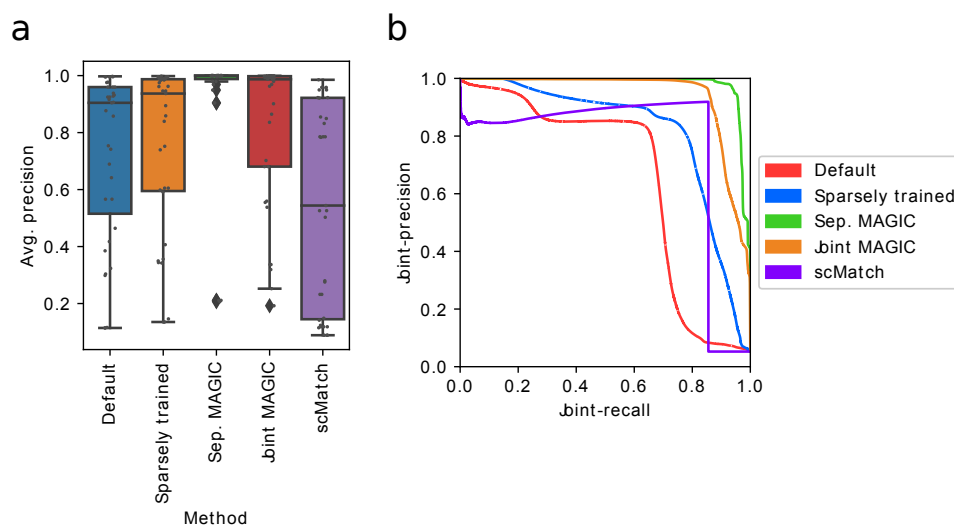 a
b
Avg. precision
1.0
0.8
0.6
0.4
0.2
Default
Sparsely trained
Sep. MAGIC
Joint MAGIC
scMatch
Method
Joint-precision
1.0
0.8
0.6
0.4
0.2
0.0
0.0 0.2 0.4 0.6 0.8 1.0
Joint-recall
Default
Sparsely trained
Sep. MAGIC
Joint MAGIC
scMatch